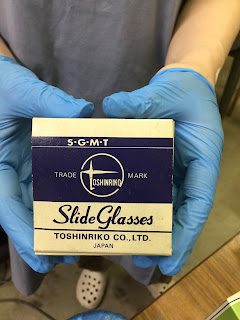 S·G·M·T
TRADE TOSHINRIKO MARK
Slide Glasses
TOSHINRIKO CO., LTD.
JAPAN